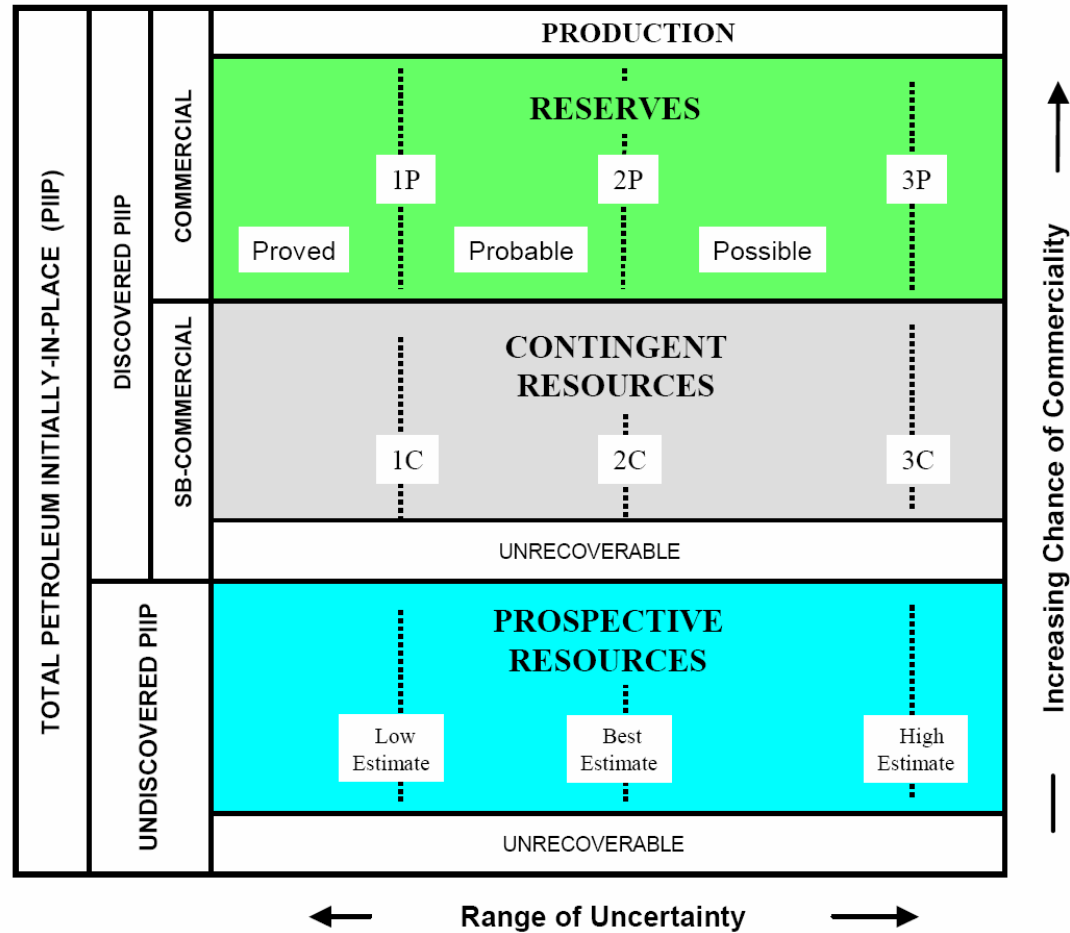 TOTAL PETROLEUM INITIALLY-IN-PLACE (PIIP)
DISCOVERED PIIP
UNDISCOVERED PIIP
COMMERCIAL
SB-COMMERCIAL
PRODUCTION
RESERVES
1P
2P
3P
Proved
Probable
Possible
CONTINGENT
RESOURCES
1C
2C
3C
UNRECOVERABLE
PROSPECTIVE
RESOURCES
Low
Estimate
Best
Estimate
High
Estimate
UNRECOVERABLE
Increasing Chance of Commerciality
Range of Uncertainty